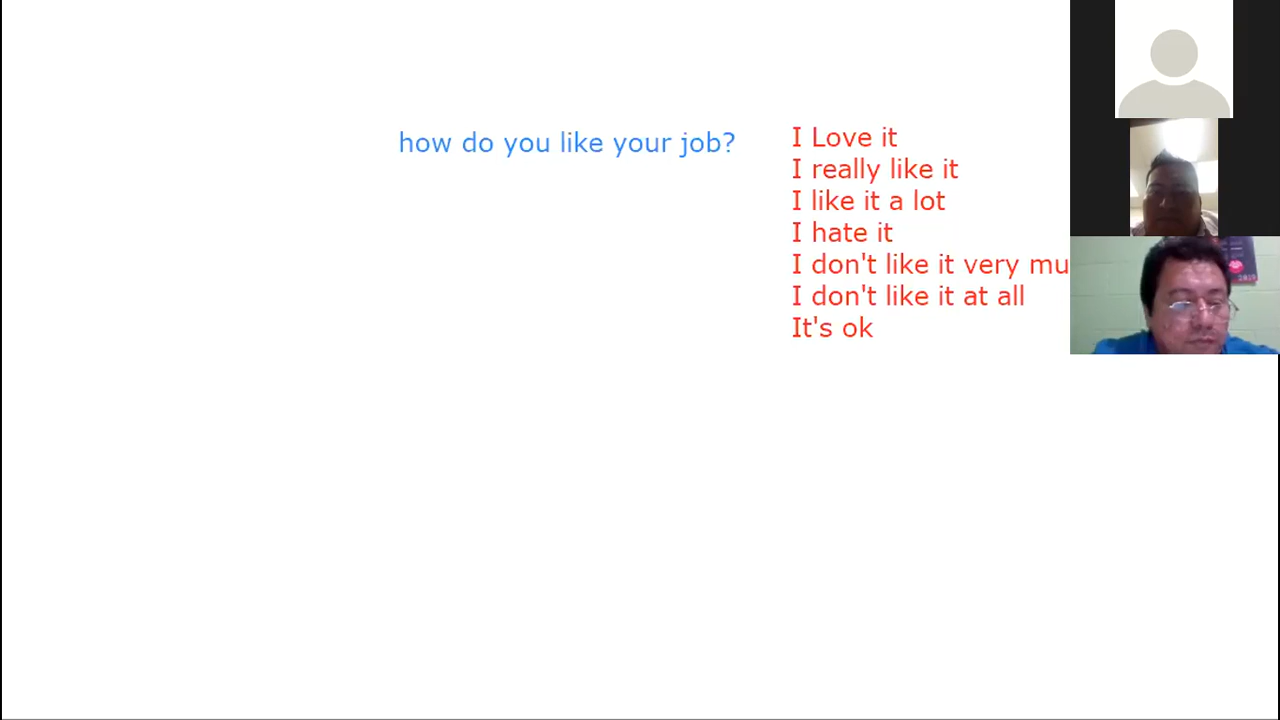 how do you like your job?
I Love it
I really like it
I like it a lot
I hate it
I don't like it very
I don't like it at all
It's ok